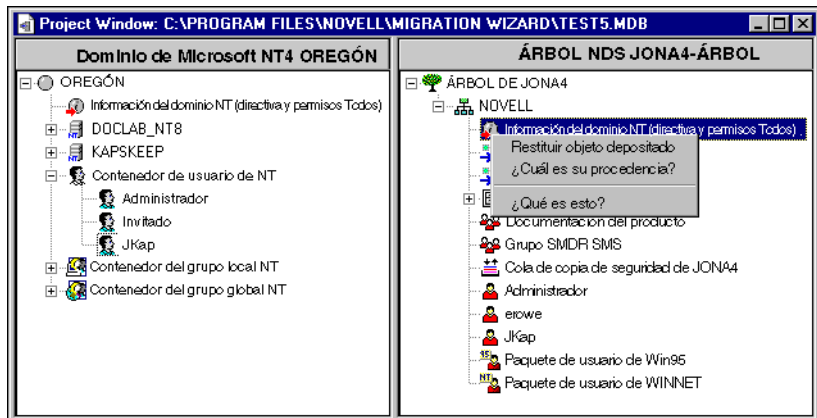 Project Window: C:\PROGRAM FILES\NOVELL\MIGRATION WIZARD\TEST5.MDB
Dominio de Microsoft NT4 OREGÓN
OREGÓN
Información del dominio NT (directiva y permisos Todos)
DOCLAB_NT8
KAPSKEEP
Contenedor de usuario de NT
Administrador
Invitado
JKap
Contenedor del grupo local NT
Contenedor del grupo global NT
ÁRBOL NDS JONA4-ÁRBOL
ÁRBOL DE JONA4
NOVELL
Información del dominio NT (directiva y permisos Todos)
Restituir objeto depositado
¿Cuál es su procedencia?
¿Qué es esto?
Documentación del producto
Grupo SMDR SMS
Cola de copia de seguridad de JONA4
Administrador
erowe
JKap
Paquete de usuario de Win95
Paquete de usuario de WINNET